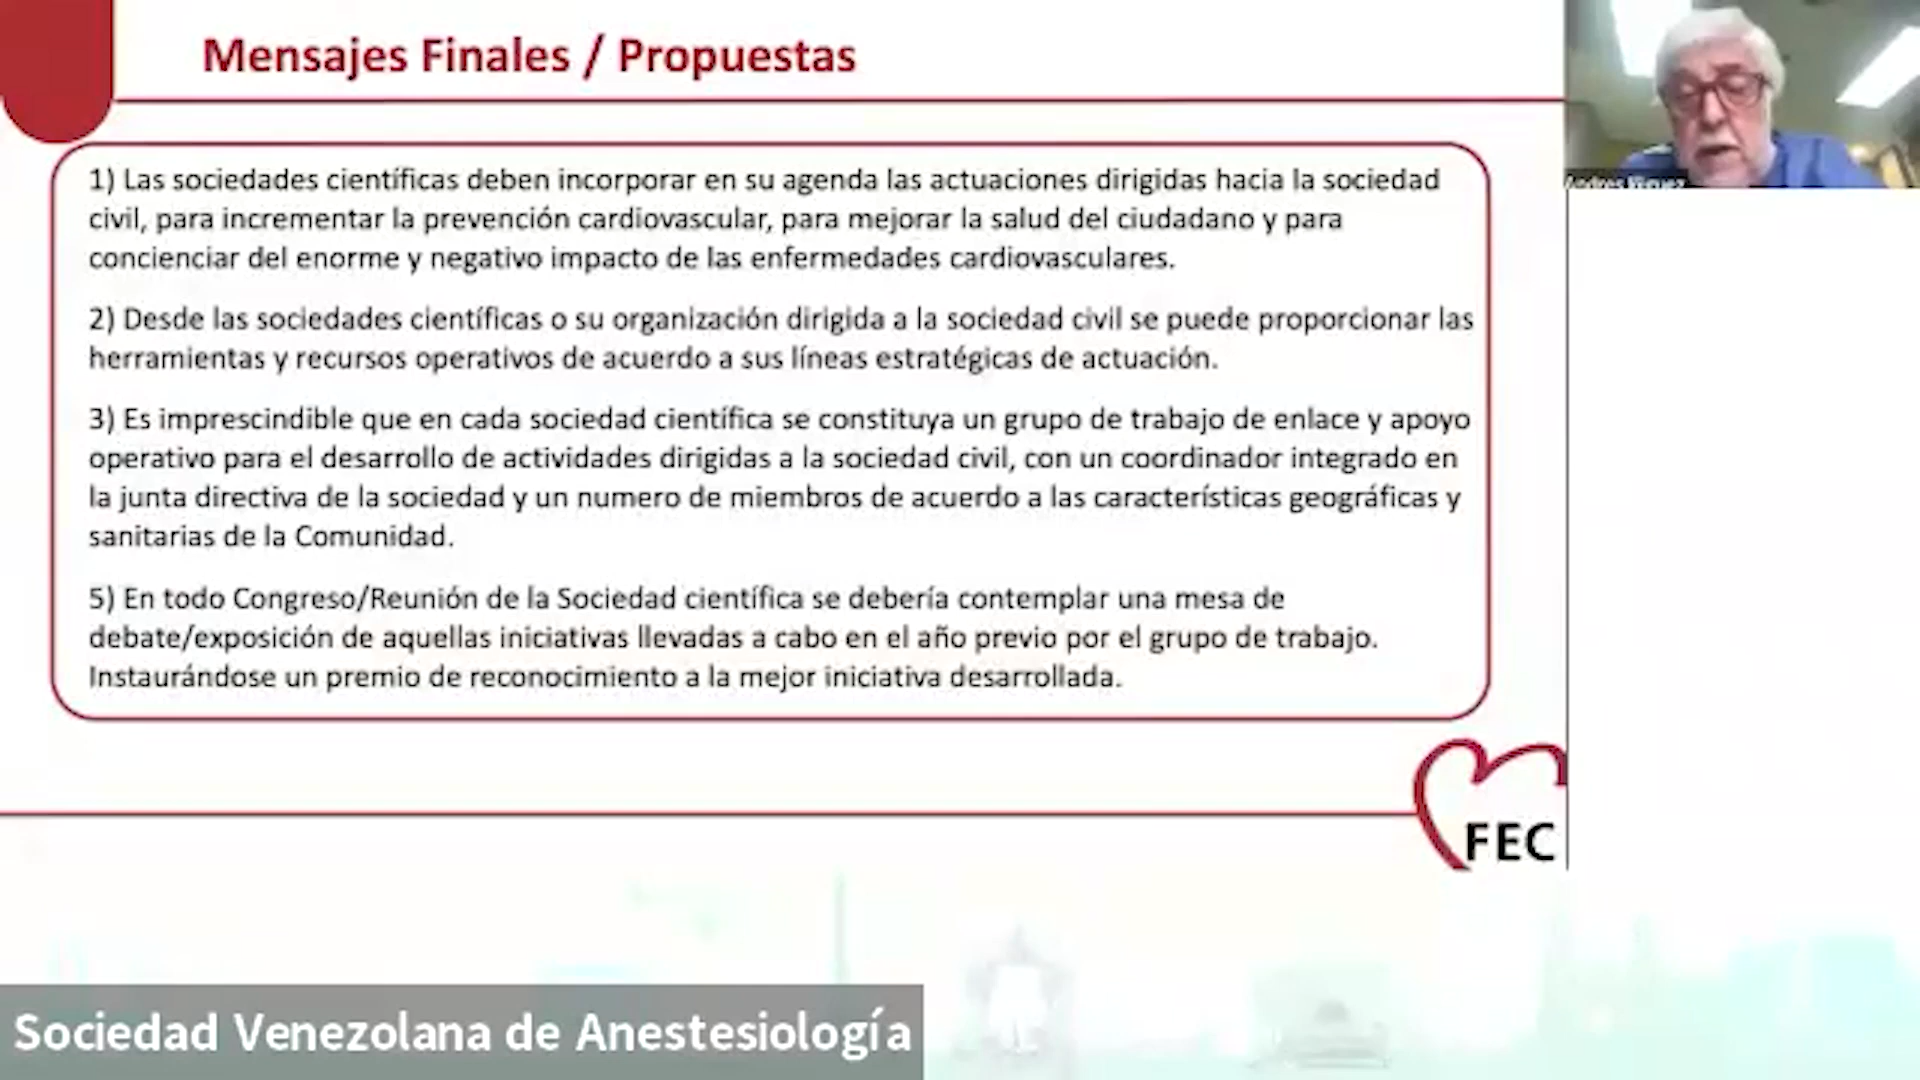 Mensajes Finales / Propuestas
1) Las sociedades científicas deben incorporar en su agenda las actuaciones dirigidas hacia la sociedad
civil, para incrementar la prevención cardiovascular, para mejorar la salud del ciudadano y para
concienciar del enorme y negativo impacto de las enfermedades cardiovasculares.
2) Desde las sociedades científicas o su organización dirigida a la sociedad civil se puede proporcionar las
herramientas y recursos operativos de acuerdo a sus líneas estratégicas de actuación.
3) Es imprescindible que en cada sociedad científica se constituya un grupo de trabajo de enlace y apoyo
operativo para el desarrollo de actividades dirigidas a la sociedad civil, con un coordinador integrado en
la junta directiva de la sociedad y un numero de miembros de acuerdo a las características geográficas y
sanitarias de la Comunidad.
5) En todo Congreso/Reunión de la Sociedad científica se debería contemplar una mesa de
debate/exposición de aquellas iniciativas llevadas a cabo en el año previo por el grupo de trabajo.
Instaurándose un premio de reconocimiento a la mejor iniciativa desarrollada.
FEC
Sociedad Venezolana de Anestesiología